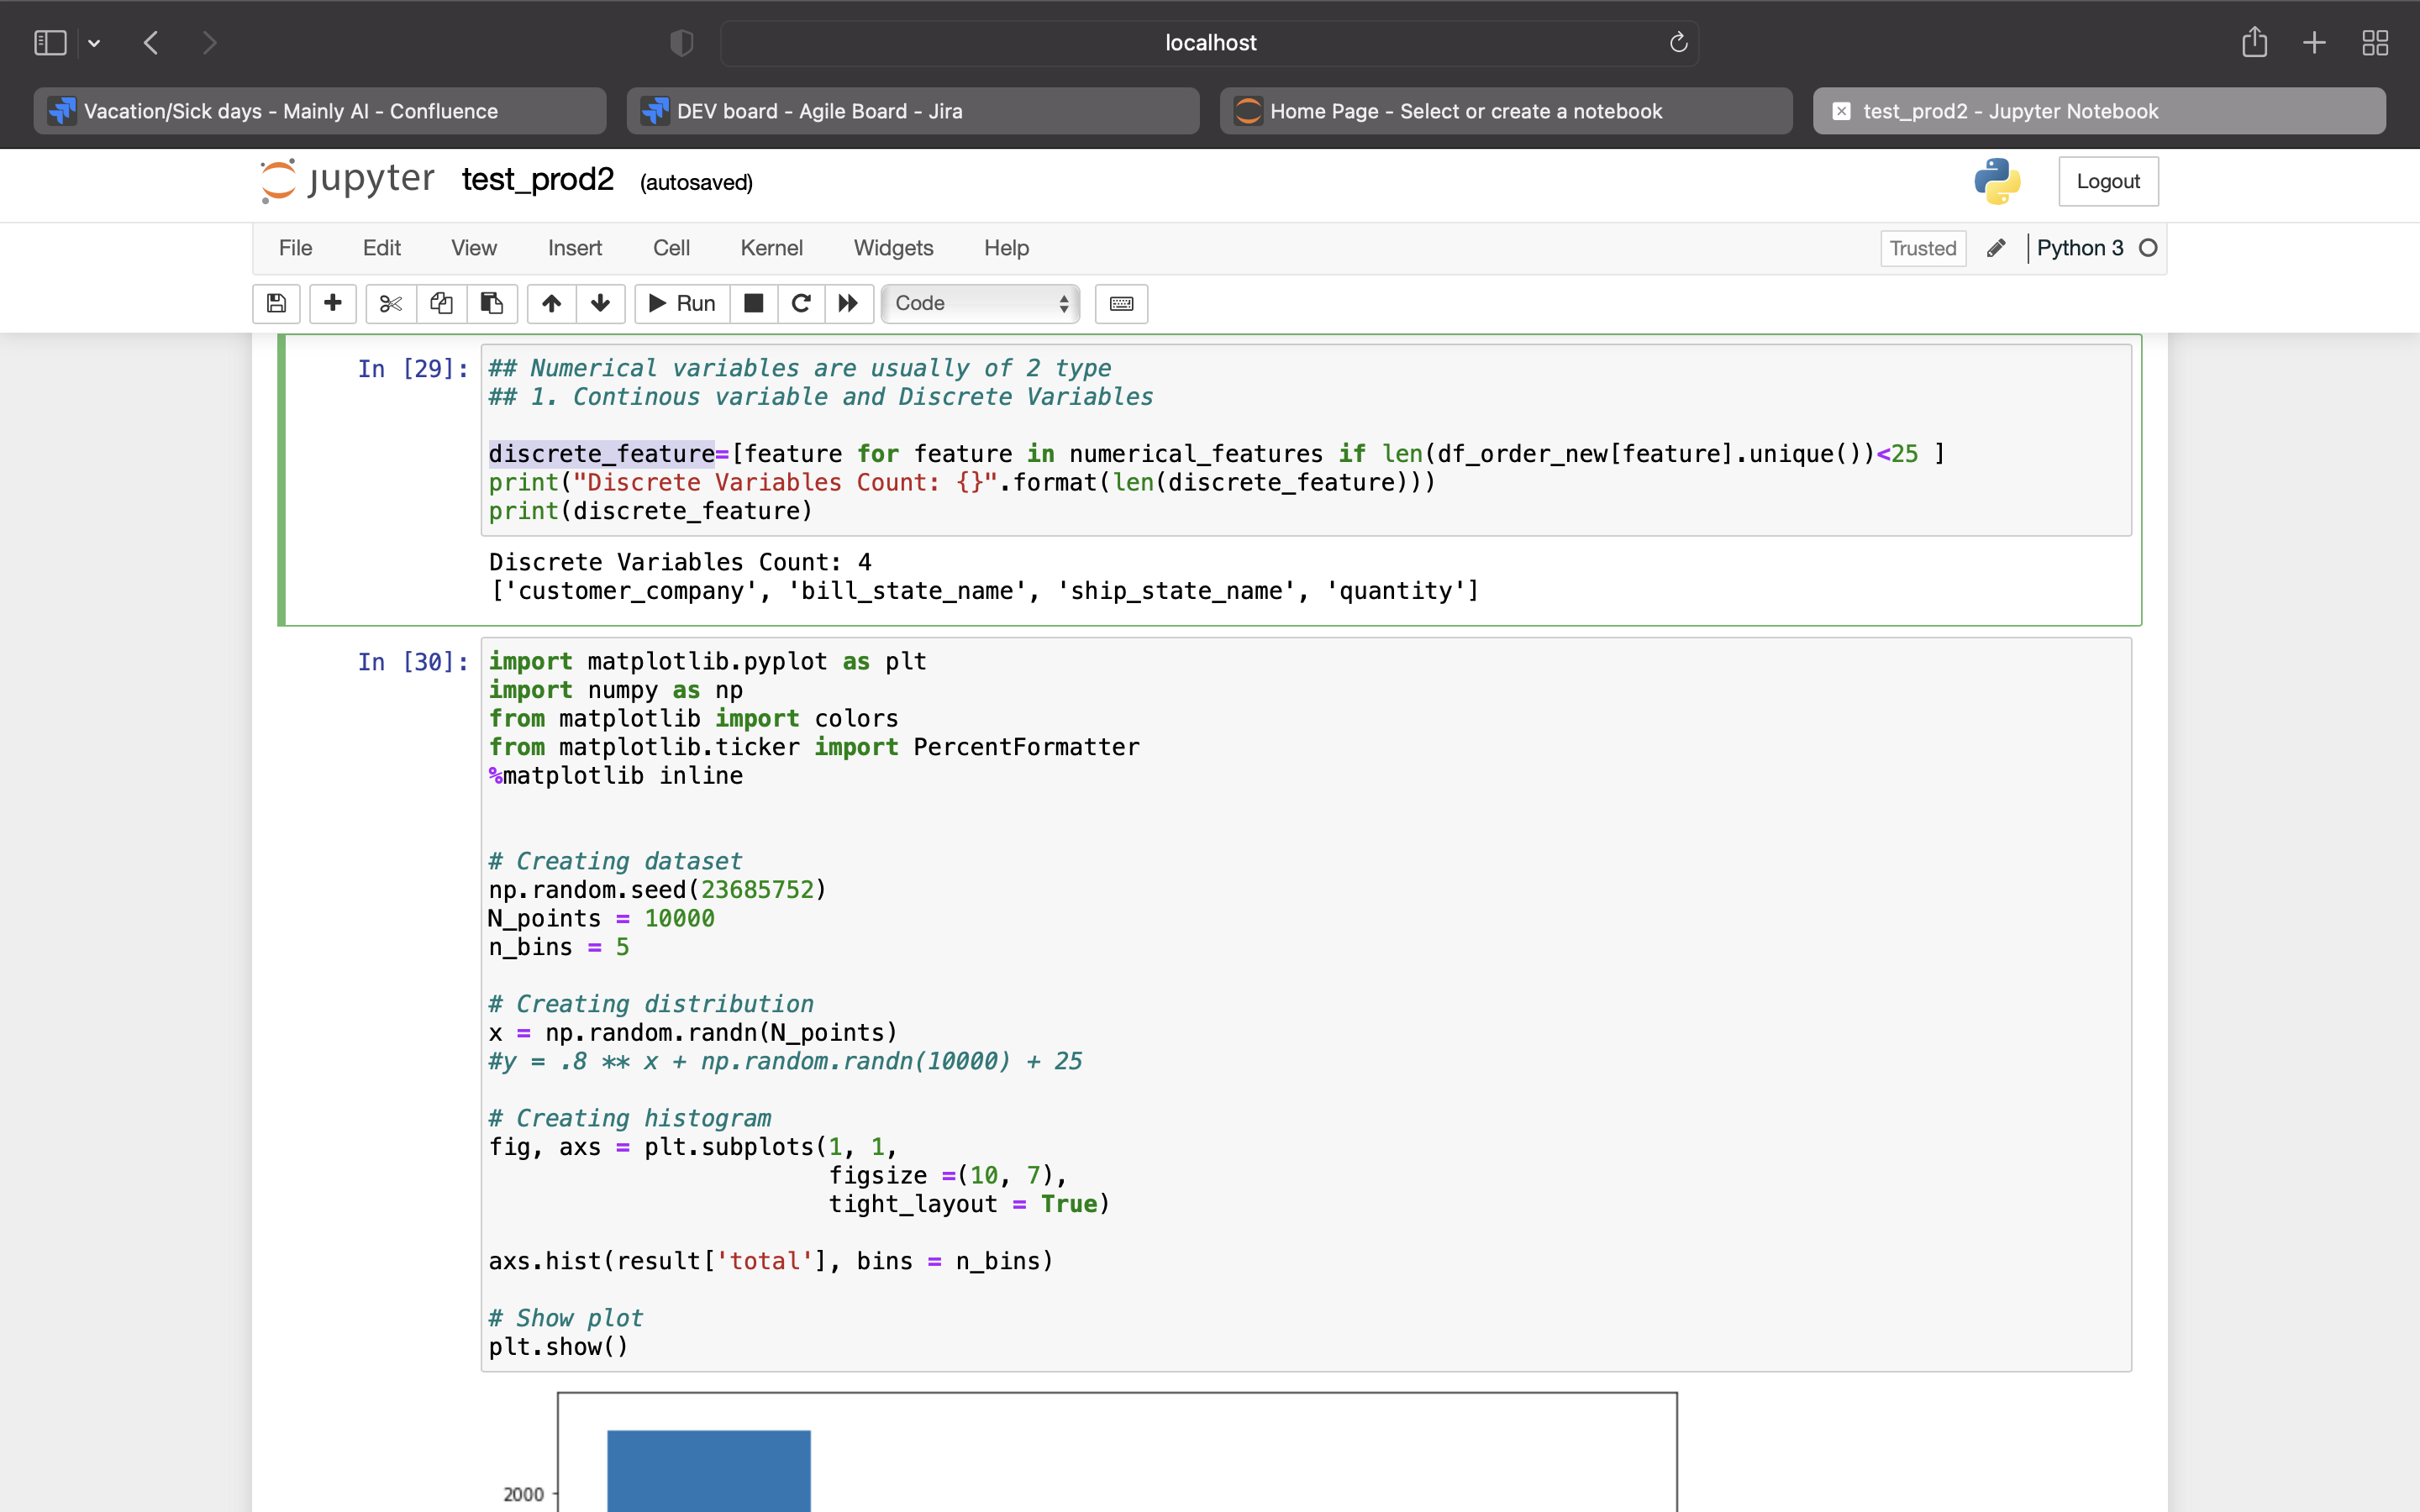 localhost
Vacation/Sick days - Mainly AI - Confluence
DEV board - Agile Board - Jira
Home Page - Select or create a notebook
test_prod2 - Jupyter Notebook
jupyter test_prod2 (autosaved)
Logout
File Edit View Insert Cell Kernel Widgets Help
Trusted Python 3
Run Code
In [29]:
## Numerical variables are usually of 2 type
## 1. Continous variable and Discrete Variables
discrete_feature=[feature for feature in numerical_features if len(df_order_new[feature].unique())<25 ]
print("Discrete Variables Count: {}".format(len(discrete_feature)))
print(discrete_feature)
Discrete Variables Count: 4
['customer_company', 'bill_state_name', 'ship_state_name', 'quantity']
In [30]:
import matplotlib.pyplot as plt
import numpy as np
from matplotlib import colors
from matplotlib.ticker import PercentFormatter
%matplotlib inline
# Creating dataset
np.random.seed(23685752)
N_points = 10000
n_bins = 5
# Creating distribution
x = np.random.randn(N_points)
#y = .8 ** x + np.random.randn(10000) + 25
# Creating histogram
fig, axs = plt.subplots(1, 1,
figsize =(10, 7),
tight_layout = True)
axs.hist(result['total'], bins = n_bins)
# Show plot
plt.show()
2000